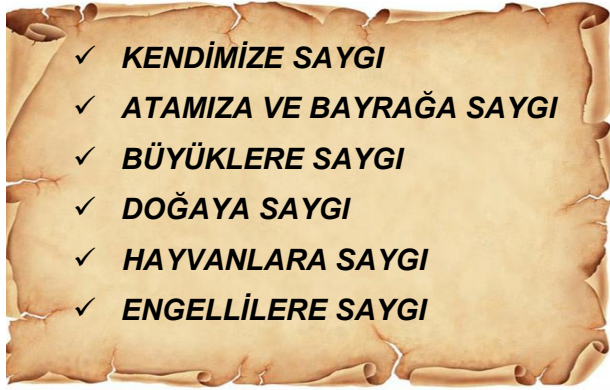 ✓ KENDİMİZE SAYGI
✓ ATAMIZA VE BAYRAĞA SAYGI
✓ BÜYÜKLERE SAYGI
✓ DOĞAYA SAYGI
✓ HAYVANLARA SAYGI
✓ ENGELLİLERE SAYGI